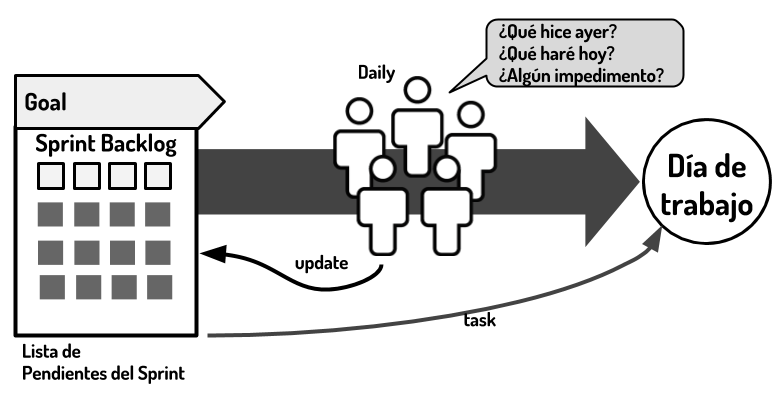 ¿Qué hice ayer?
¿Qué haré hoy?
¿Algún impedimento?
Daily
Goal
Sprint Backlog
Día de
trabajo
update
task
Lista de
Pendientes del Sprint